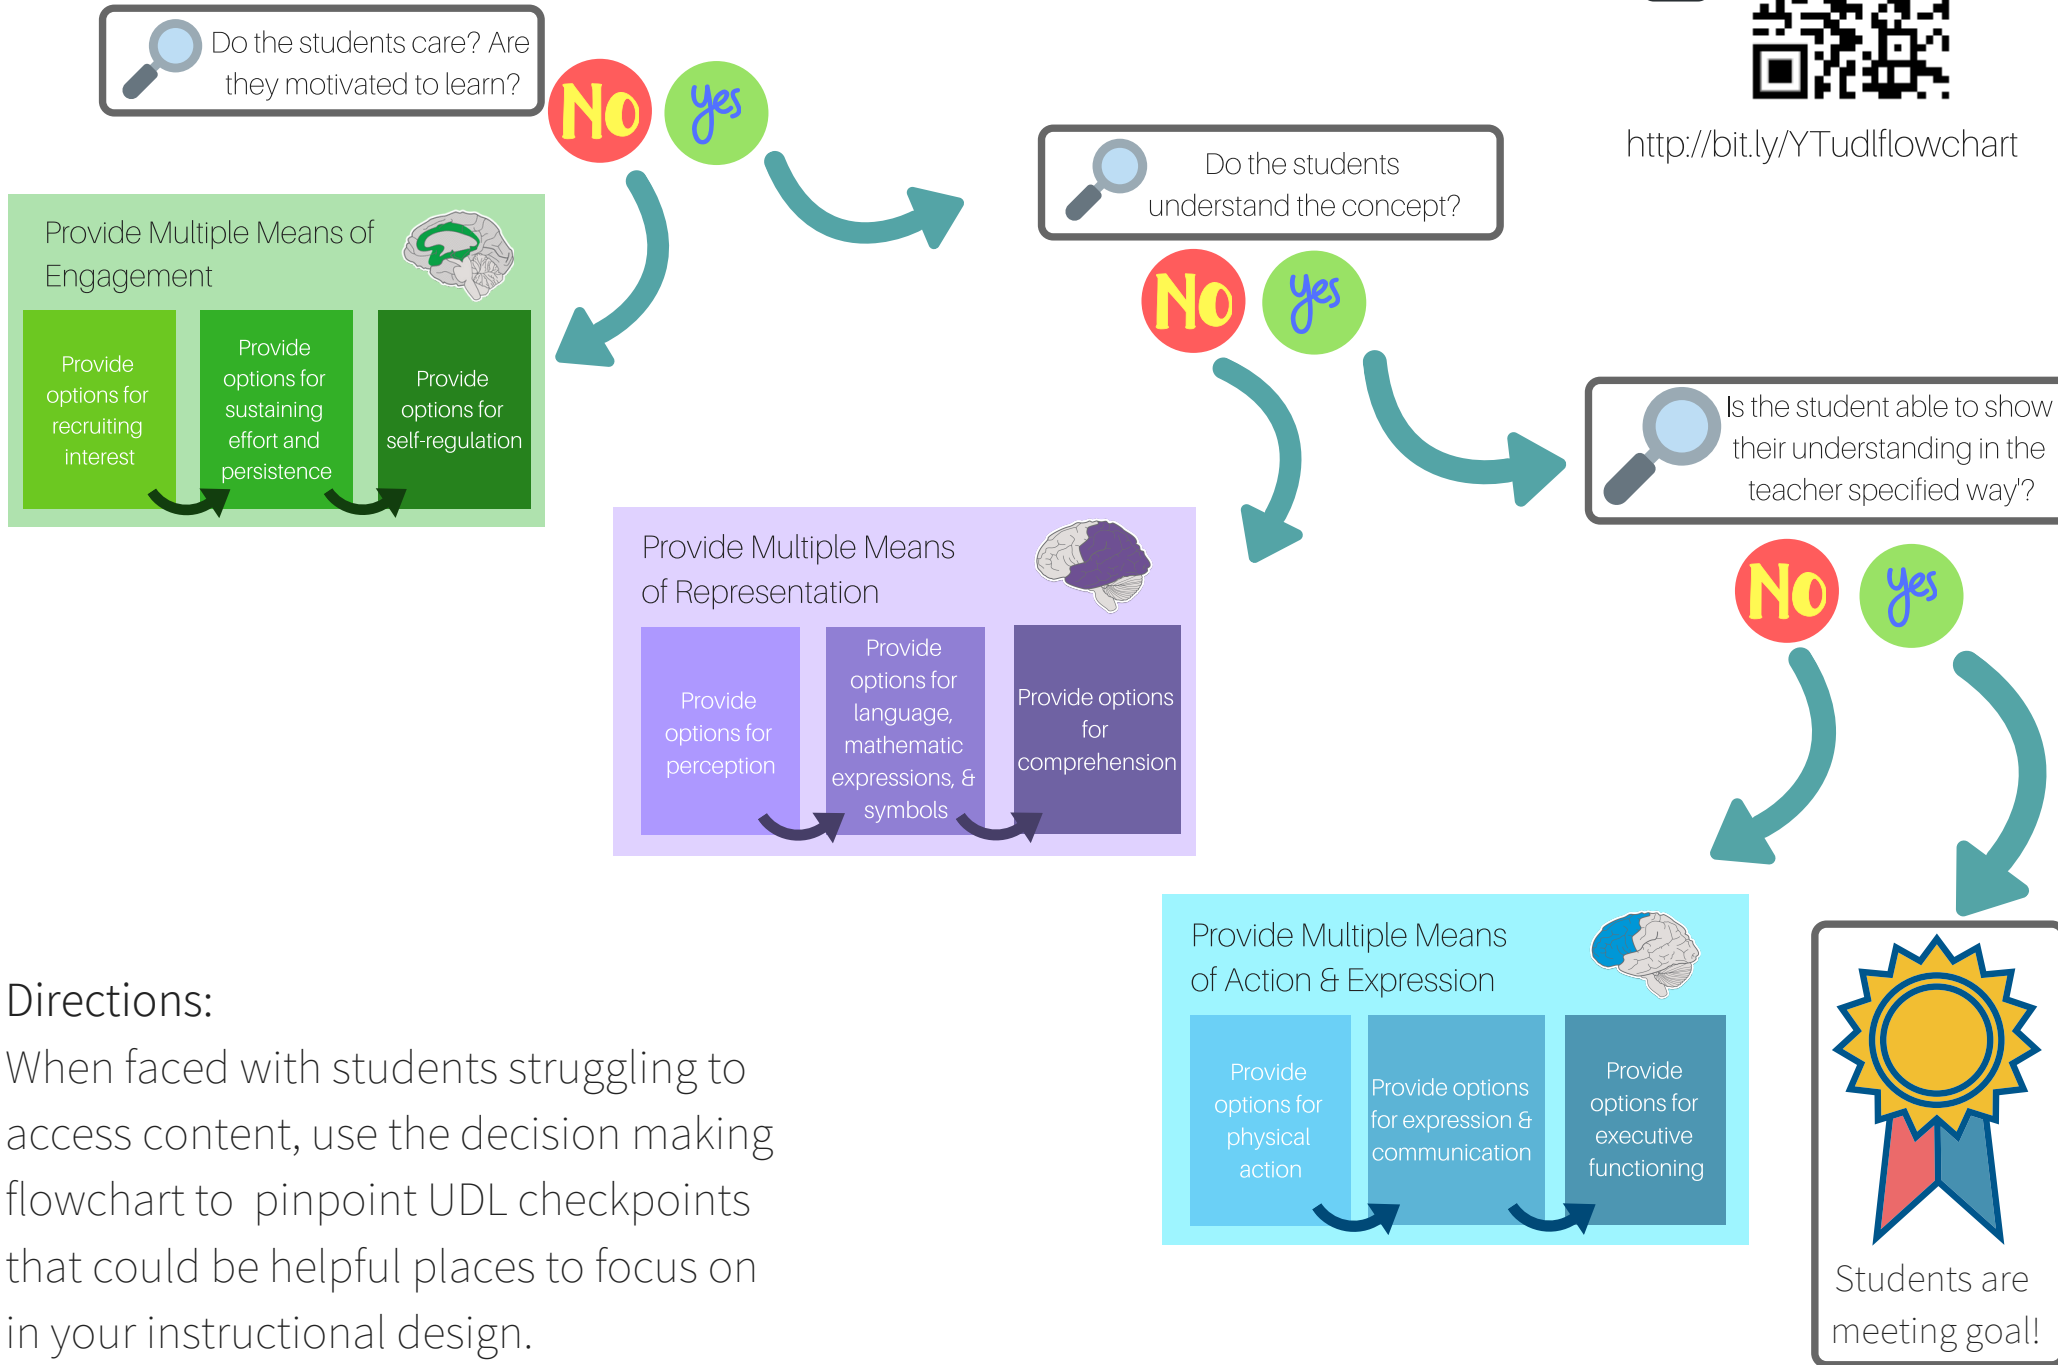 Do the students care? Are
they motivated to learn?
No
yes
http://bit.ly/YTudlflowchart
Do the students
understand the concept?
No
yes
Provide Multiple Means of
Engagement
Provide
options for
recruiting
interest
Provide
options for
sustaining
effort and
persistence
Provide
options for
self-regulation
Is the student able to show
their understanding in the
teacher specified way'?
No
yes
Provide Multiple Means
of Representation
Provide
options for
perception
Provide
options for
language,
mathematic
expressions, &
symbols
Provide options
for
comprehension
Provide Multiple Means
of Action & Expression
Provide
options for
physical
action
Provide options
for expression &
communication
Provide
options for
executive
functioning
Students are
meeting goal!
Directions:
When faced with students struggling to
access content, use the decision making
flowchart to  pinpoint UDL checkpoints
that could be helpful places to focus on
in your instructional design.